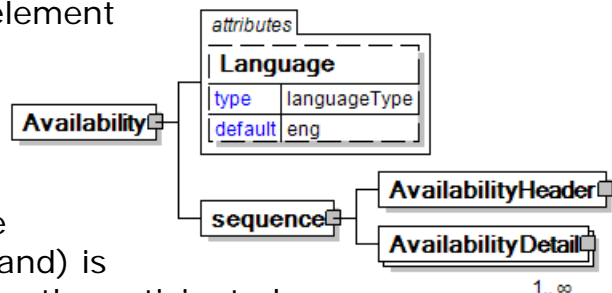 element
attributes
Language
type languageType
default eng
Availability
AvailabilityHeader
sequence
AvailabilityDetail
1..∞
and) is